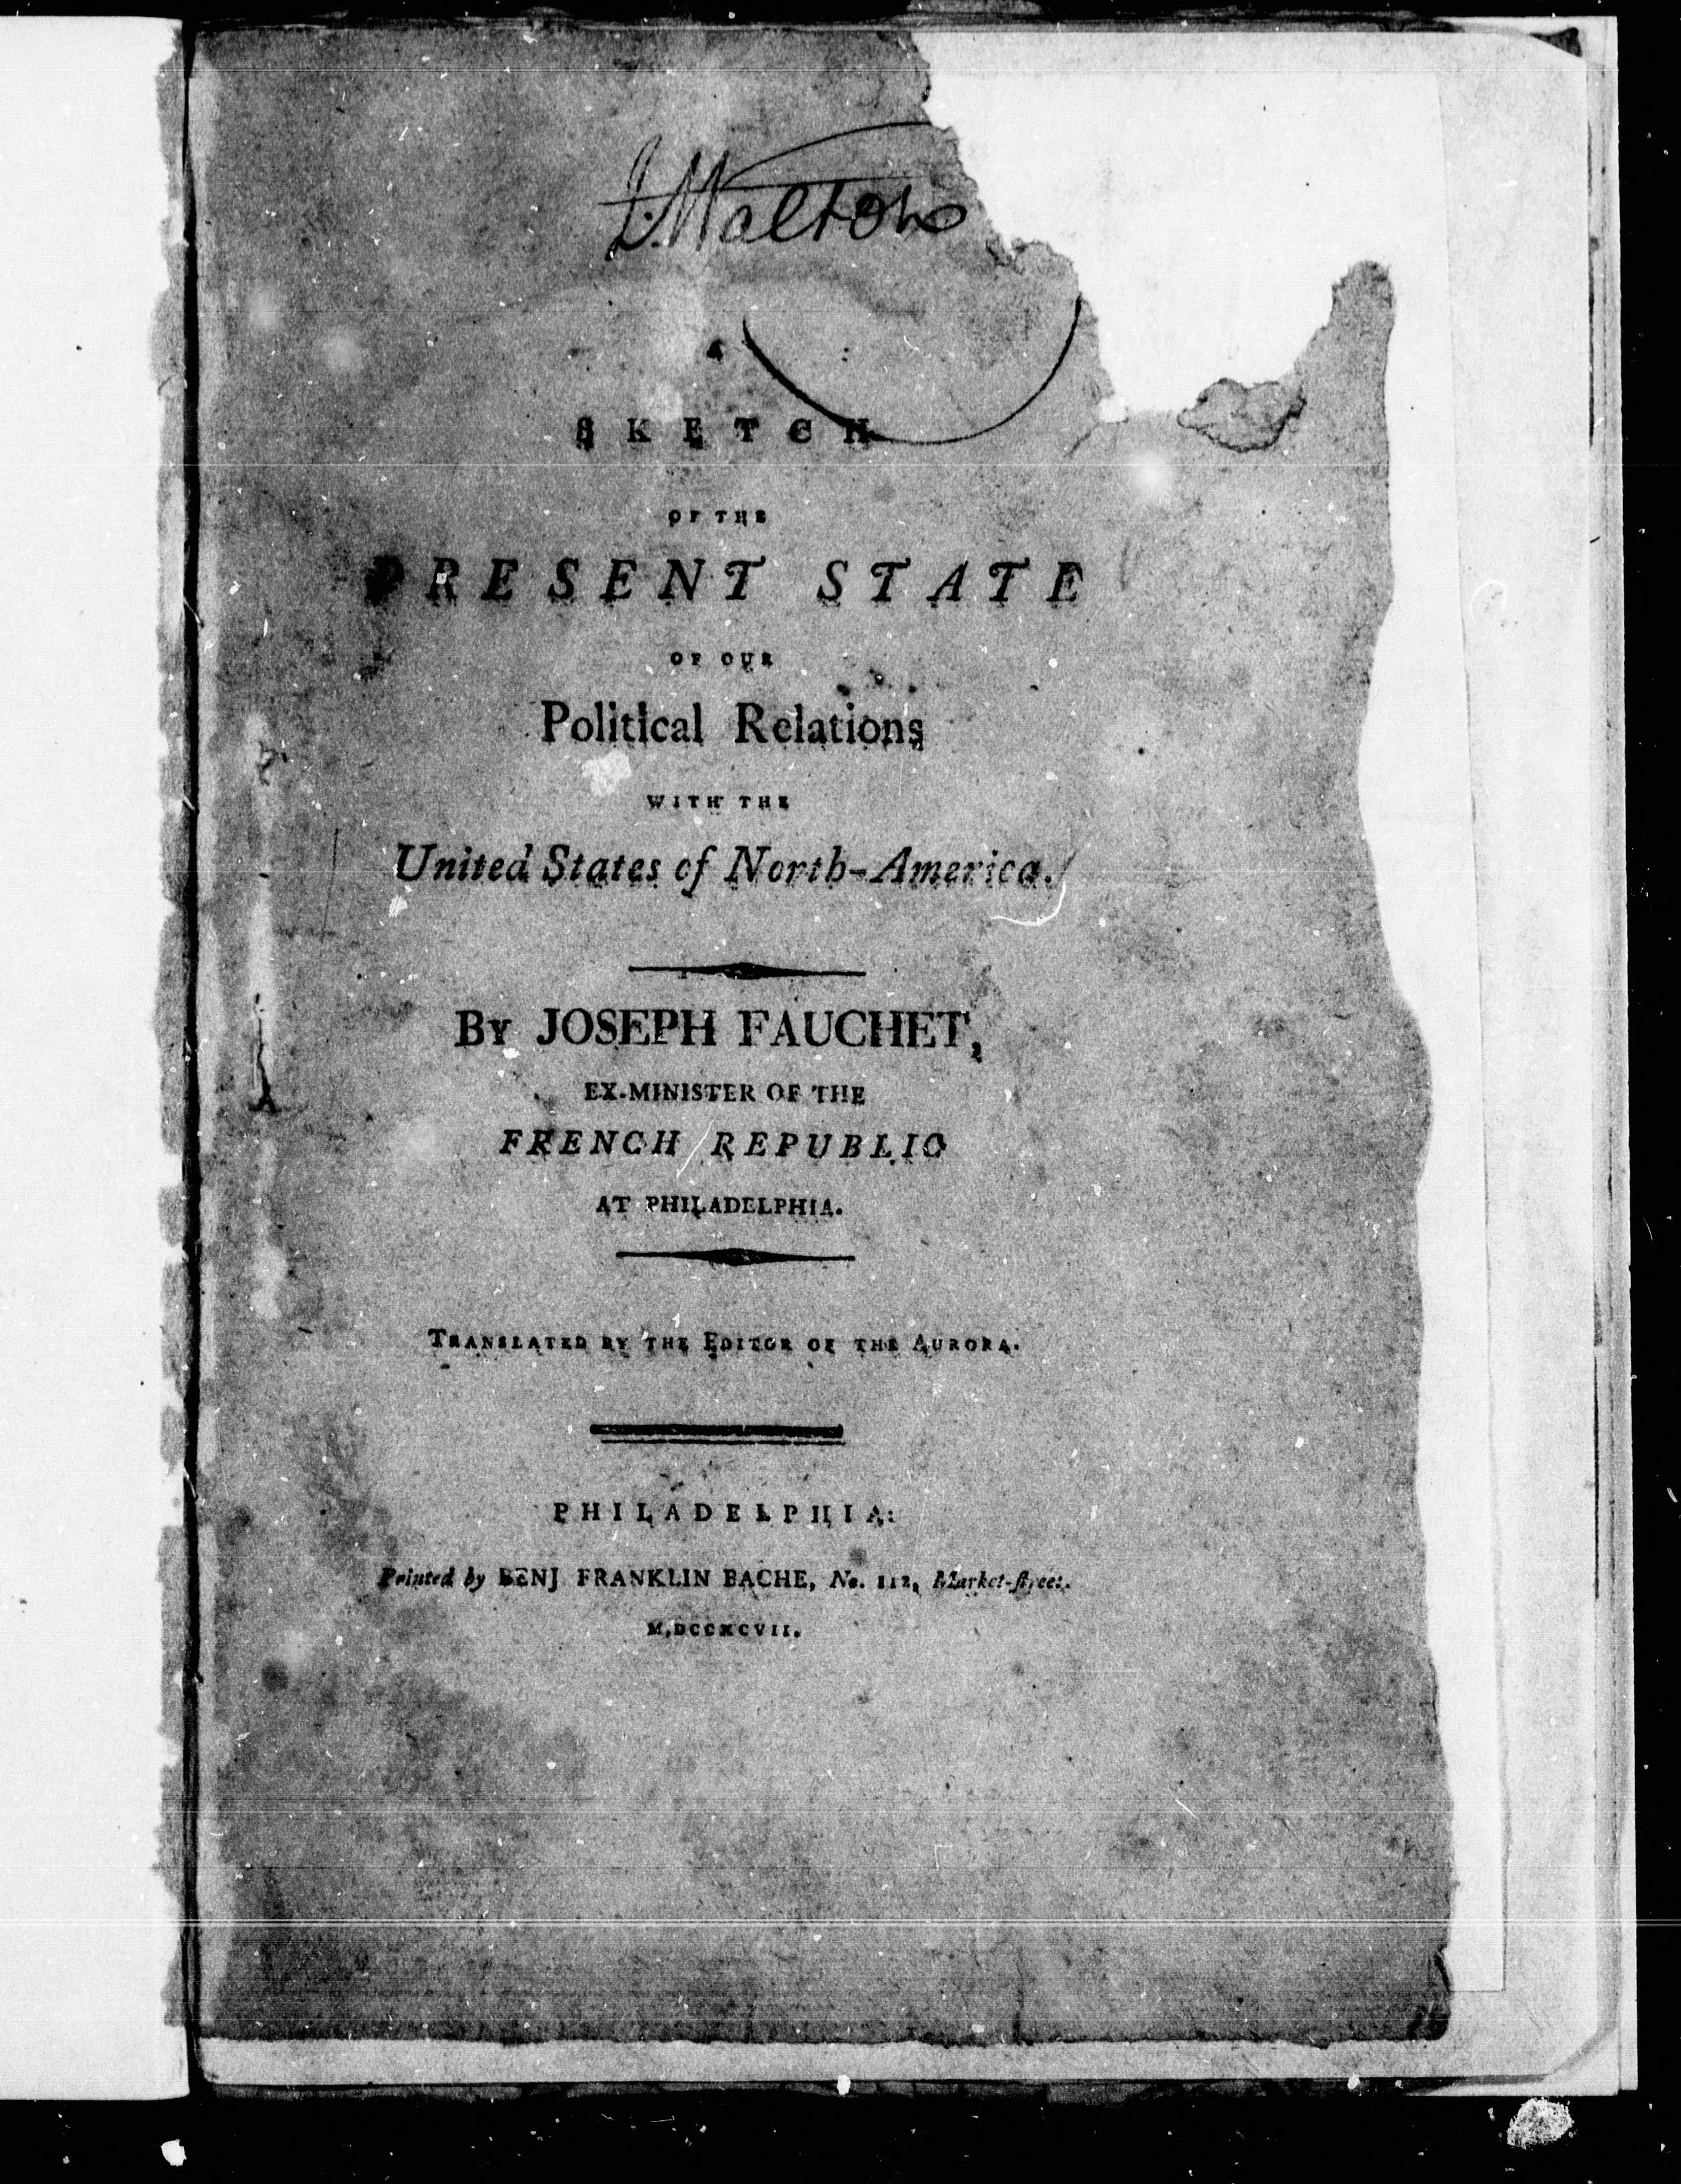 A
SKETCH
OF THE
PRESENT STATE
OF OUR
Political Relations
WITH THE
United States of North-America.
By JOSEPH FAUCHET,
EX-MINISTER OF THE
FRENCH REPUBLIC
AT PHILADELPHIA.
TRANSLATED BY THE EDITOR OF THE AURORA.
PHILADELPHIA:
Printed by BENJ FRANKLIN BACHE, No. 112, Market-street.
M,DCCXCVII.